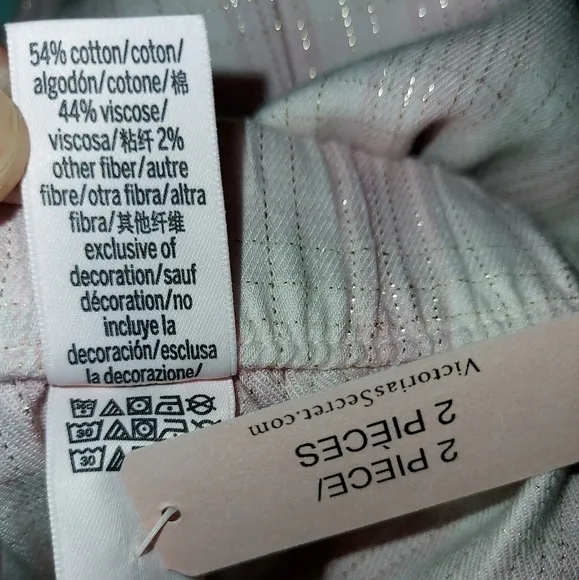 54% cotton/coton/
algodón/cotone/棉
44% viscose/
viscosa/粘纤 2%
other fiber/autre
fibre/otra fibra/altra
fibra/其他纤维
exclusive of
decoration/sauf
décoration/no
incluye la
decoración/esclusa
la decorazione/
30
30
VictoriasSecret.com
2 PIECE/
2 PIÈCES